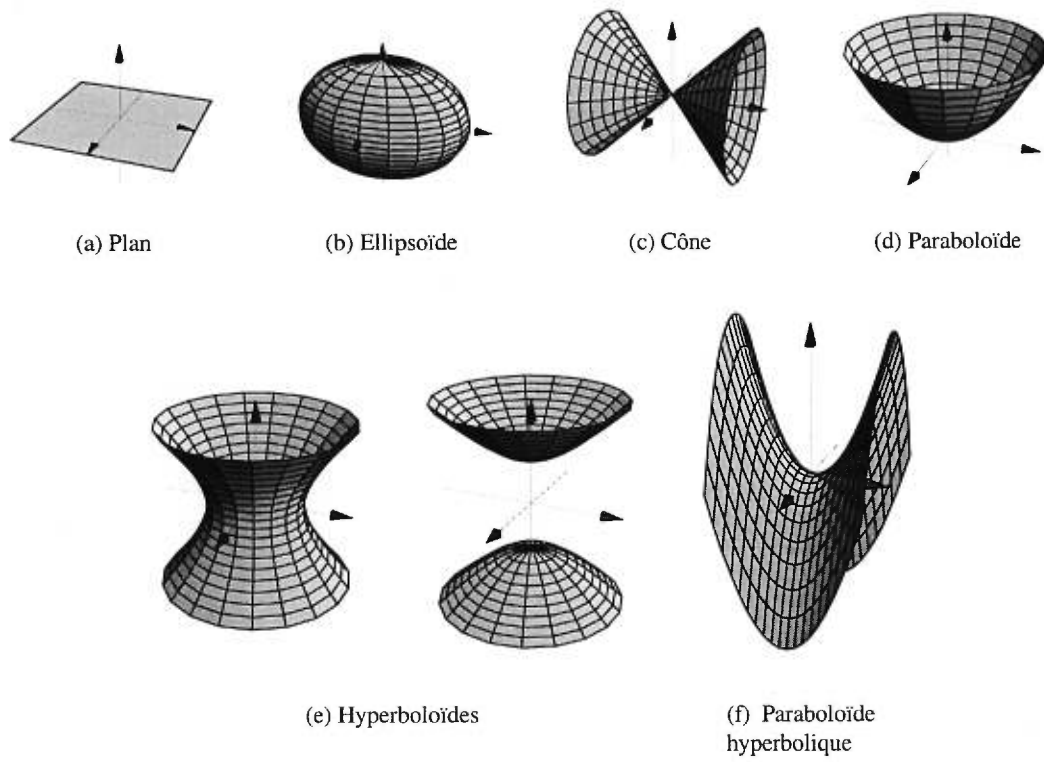 (a) Plan
(b) Ellipsoïde
(c) Cône
(d) Paraboloïde
(e) Hyperboloïdes
(f) Paraboloïde
hyperbolique